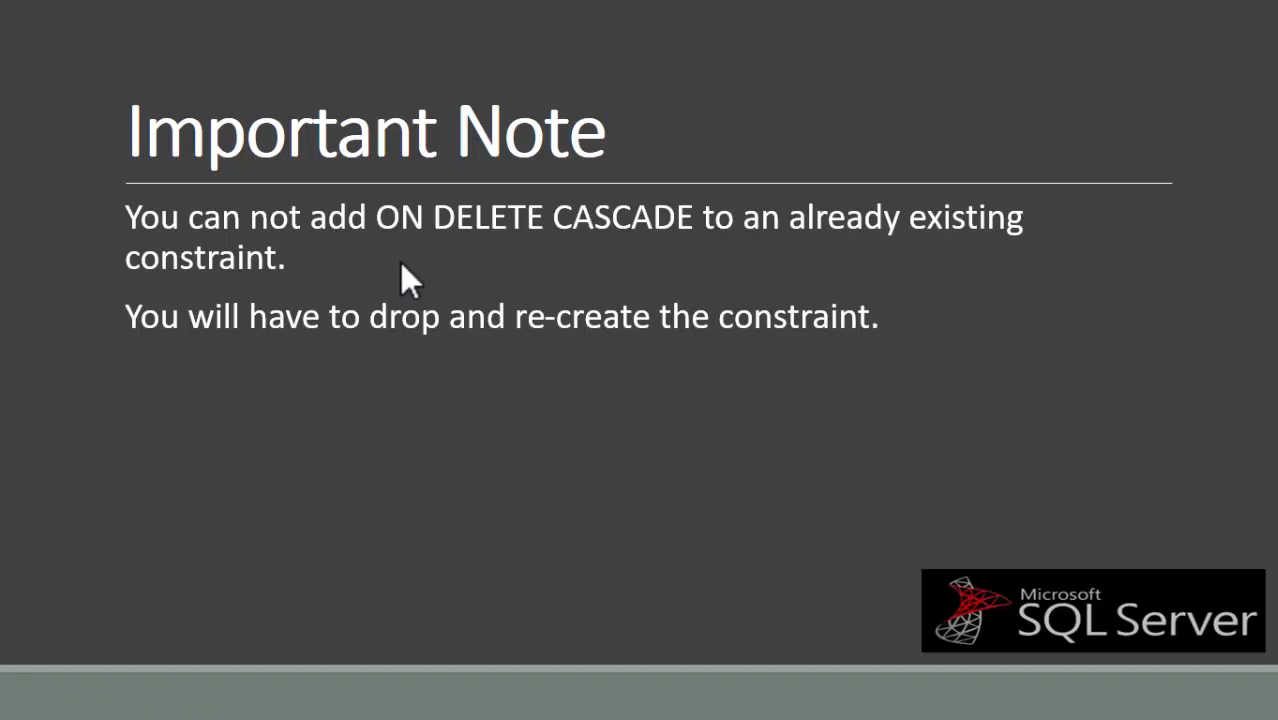 Important Note
You can not add ON DELETE CASCADE to an already existing
constraint.
You will have to drop and re-create the constraint.
Microsoft
SQL Server